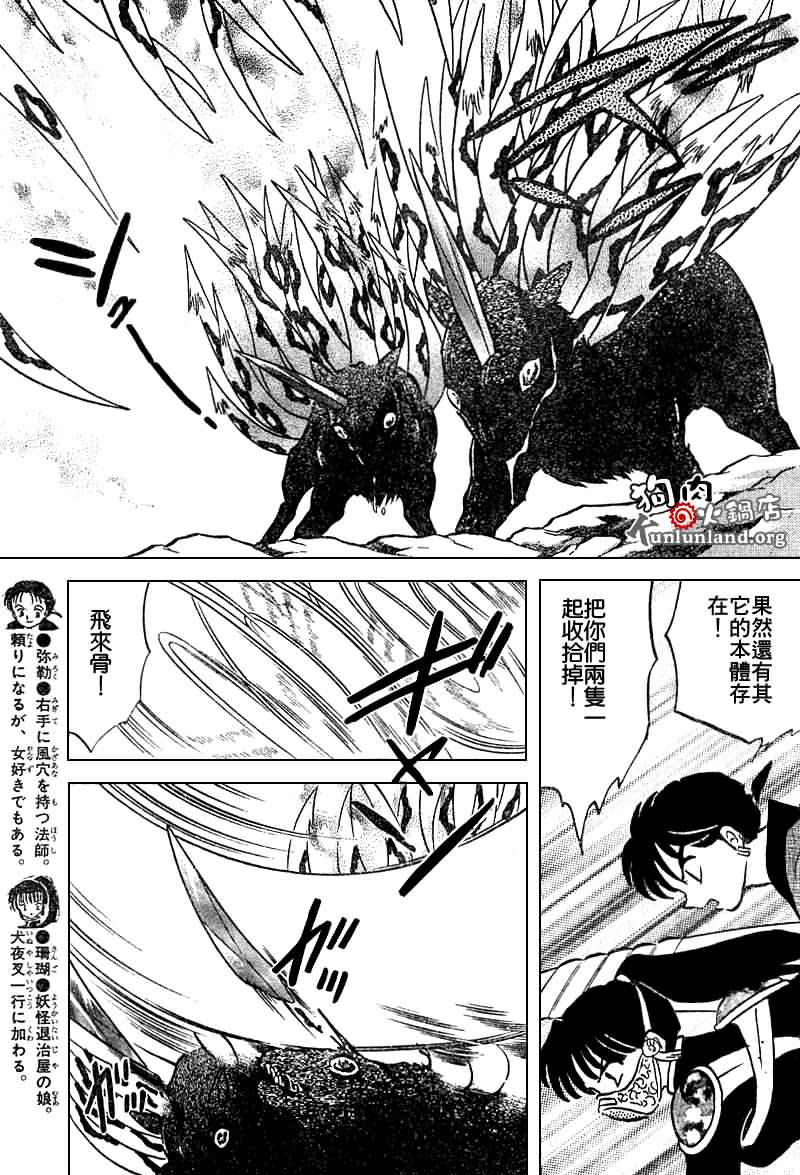 狗肉
火鍋店
Kunlunland.org
果然還有其
它的本體存
在！
把你們兩隻一
起收拾掉！
飛來骨！
●弥勒●右手に風穴を持つ法師。
頼りになるが、女好きでもある。
●珊瑚●妖怪退治屋の娘。
犬夜叉一行に加わる。